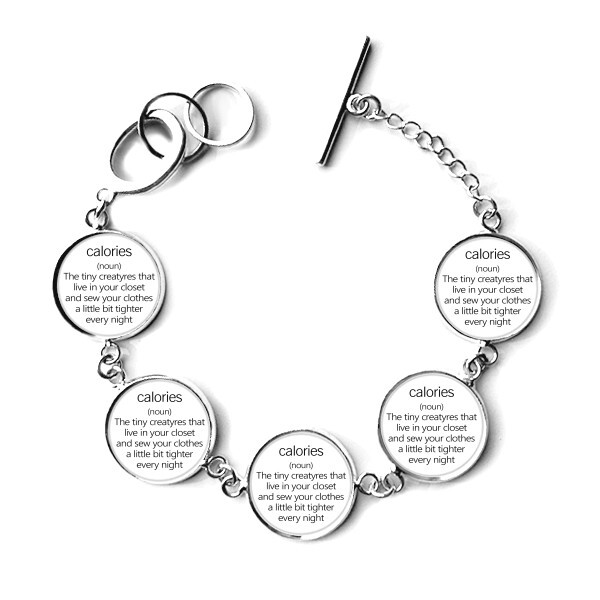 calories
(noun)
The tiny creatyres that
live in your closet
and sew your clothes
a little bit tighter
every night
calories
(noun)
The tiny creatyres that
live in your closet
and sew your clothes
a little bit tighter
every night
calories
(noun)
The tiny creatyres that
live in your closet
and sew your clothes
a little bit tighter
every night
calories
(noun)
The tiny creatyres that
live in your closet
and sew your clothes
a little bit tighter
every night
calories
(noun)
The tiny creatyres that
live in your closet
and sew your clothes
a little bit tighter
every night